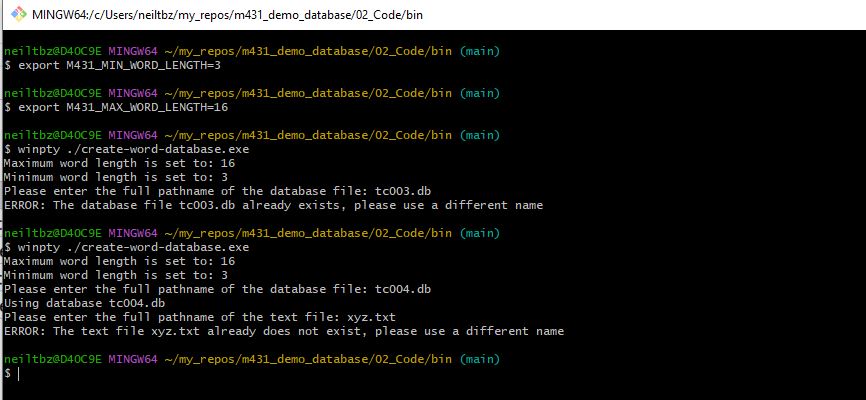 MINGW64:/c/Users/neiltbz/my_repos/m431_demo_database/02_Code/bin
neiltbz@D40C9E MINGW64 ~/my_repos/m431_demo_database/02_Code/bin (main)
$ export M431_MIN_WORD_LENGTH=3
neiltbz@D40C9E MINGW64 ~/my_repos/m431_demo_database/02_Code/bin (main)
$ export M431_MAX_WORD_LENGTH=16
neiltbz@D40C9E MINGW64 ~/my_repos/m431_demo_database/02_Code/bin (main)
$ winpty ./create-word-database.exe
Maximum word length is set to: 16
Minimum word length is set to: 3
Please enter the full pathname of the database file: tc003.db
ERROR: The database file tc003.db already exists, please use a different name
neiltbz@D40C9E MINGW64 ~/my_repos/m431_demo_database/02_Code/bin (main)
$ winpty ./create-word-database.exe
Maximum word length is set to: 16
Minimum word length is set to: 3
Please enter the full pathname of the database file: tc004.db
Using database tc004.db
Please enter the full pathname of the text file: xyz.txt
ERROR: The text file xyz.txt already does not exist, please use a different name
neiltbz@D40C9E MINGW64 ~/my_repos/m431_demo_database/02_Code/bin (main)
$